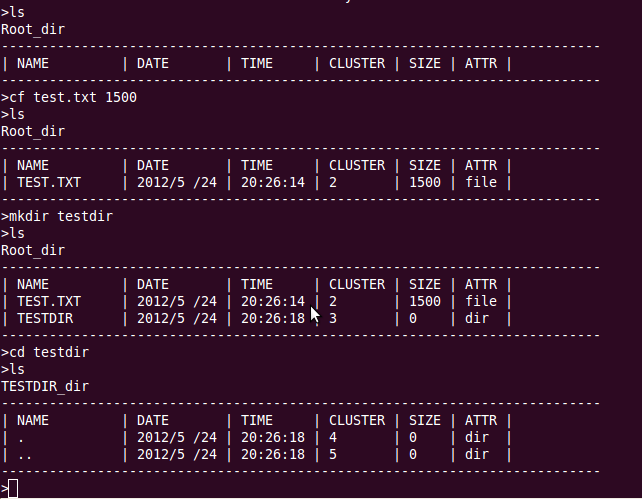 >ls
Root_dir
---------------------------------------------------------------------------
| NAME         | DATE       | TIME     | CLUSTER | SIZE | ATTR |
---------------------------------------------------------------------------
>cf test.txt 1500
>ls
Root_dir
---------------------------------------------------------------------------
| NAME         | DATE       | TIME     | CLUSTER | SIZE | ATTR |
| TEST.TXT     | 2012/5 /24 | 20:26:14 | 2       | 1500 | file |
---------------------------------------------------------------------------
>mkdir testdir
>ls
Root_dir
---------------------------------------------------------------------------
| NAME         | DATE       | TIME     | CLUSTER | SIZE | ATTR |
| TEST.TXT     | 2012/5 /24 | 20:26:14 | 2       | 1500 | file |
| TESTDIR      | 2012/5 /24 | 20:26:18 | 3       | 0    | dir  |
---------------------------------------------------------------------------
>cd testdir
>ls
TESTDIR_dir
---------------------------------------------------------------------------
| NAME         | DATE       | TIME     | CLUSTER | SIZE | ATTR |
| .            | 2012/5 /24 | 20:26:18 | 4       | 0    | dir  |
| ..           | 2012/5 /24 | 20:26:18 | 5       | 0    | dir  |
---------------------------------------------------------------------------
>